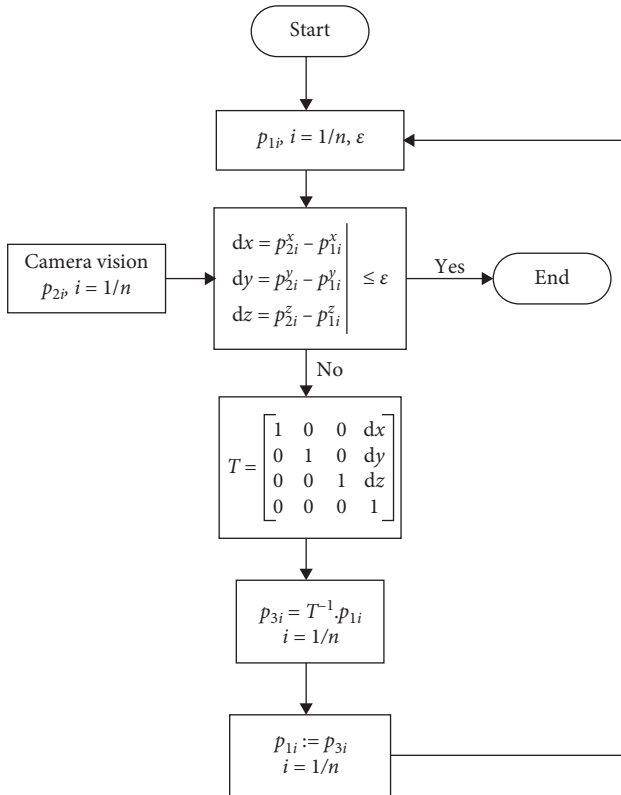 Start
p₁ᵢ, i = 1/n, ε
Camera vision
p₂ᵢ, i = 1/n
dx = p₂ᵢˣ – p₁ᵢˣ
dy = p₂ᵢʸ – p₁ᵢʸ
dz = p₂ᵢᶻ – p₁ᵢᶻ
≤ ε
Yes
End
No
T =
1 0 0 dx
0 1 0 dy
0 0 1 dz
0 0 0 1
p₃ᵢ = T⁻¹.p₁ᵢ
i = 1/n
p₁ᵢ := p₃ᵢ
i = 1/n